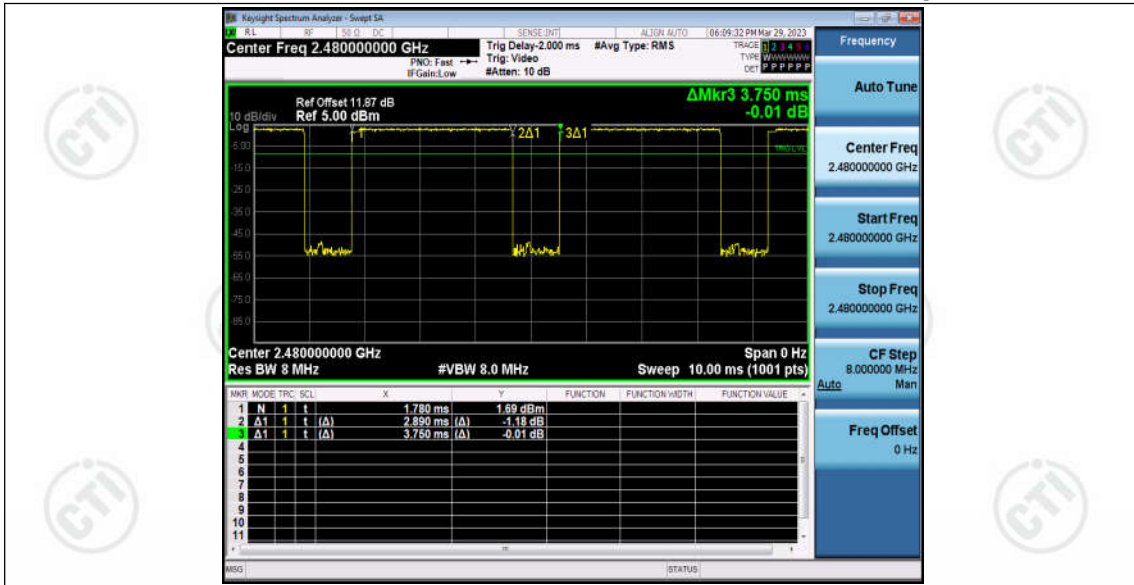 Keysight Spectrum Analyzer - Swept SA
RL RF 50 Ω DC SENSE:INT ALIGN AUTO 06:09:32 PM Mar 29, 2023
Center Freq 2.480000000 GHz Trig Delay-2.000 ms #Avg Type: RMS TRACE 1 2 3 4 5 6
PNO: Fast Trig: Video TYPE WWWWWWW
IFGain:Low #Atten: 10 dB DET P P P P P P
Frequency
Auto Tune
ΔMkr3 3.750 ms
-0.01 dB
Ref Offset 11.87 dB
10 dB/div Ref 5.00 dBm
Log
1 2Δ1 3Δ1
TRIG LVL
-5.00
-15.0
-25.0
-35.0
-45.0
-55.0
-65.0
-75.0
-85.0
Center Freq
2.480000000 GHz
Start Freq
2.480000000 GHz
Stop Freq
2.480000000 GHz
Center 2.480000000 GHz Span 0 Hz
Res BW 8 MHz #VBW 8.0 MHz Sweep 10.00 ms (1001 pts)
CF Step
8.000000 MHz
Auto Man
Freq Offset
0 Hz
MKR MODE TRC SCL X Y FUNCTION FUNCTION WIDTH FUNCTION VALUE
1 N 1 t 1.780 ms 1.69 dBm
2 Δ1 1 t (Δ) 2.890 ms (Δ) -1.18 dB
3 Δ1 1 t (Δ) 3.750 ms (Δ) -0.01 dB
4
5
6
7
8
9
10
11
MSG STATUS
CTI
CTI
CTI
CTI